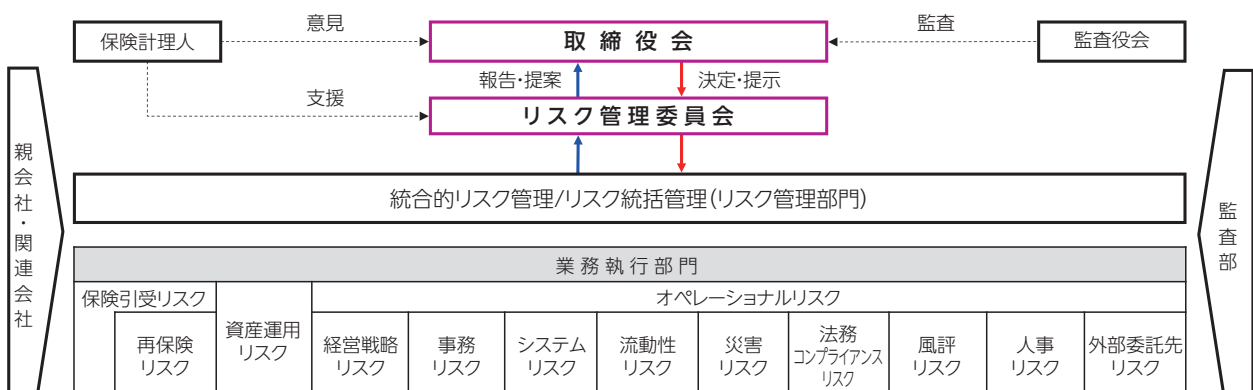 保険計理人
意見
取締役会
監査
監査役会
報告・提案
決定・提示
支援
リスク管理委員会
親会社・関連会社
統合的リスク管理/リスク統括管理(リスク管理部門)
監査部
業務執行部門
保険引受リスク
オペレーショナルリスク
再保険
リスク
資産運用
リスク
経営戦略
リスク
事務
リスク
システム
リスク
流動性
リスク
災害
リスク
法務
コンプライアンス
リスク
風評
リスク
人事
リスク
外部委託先
リスク